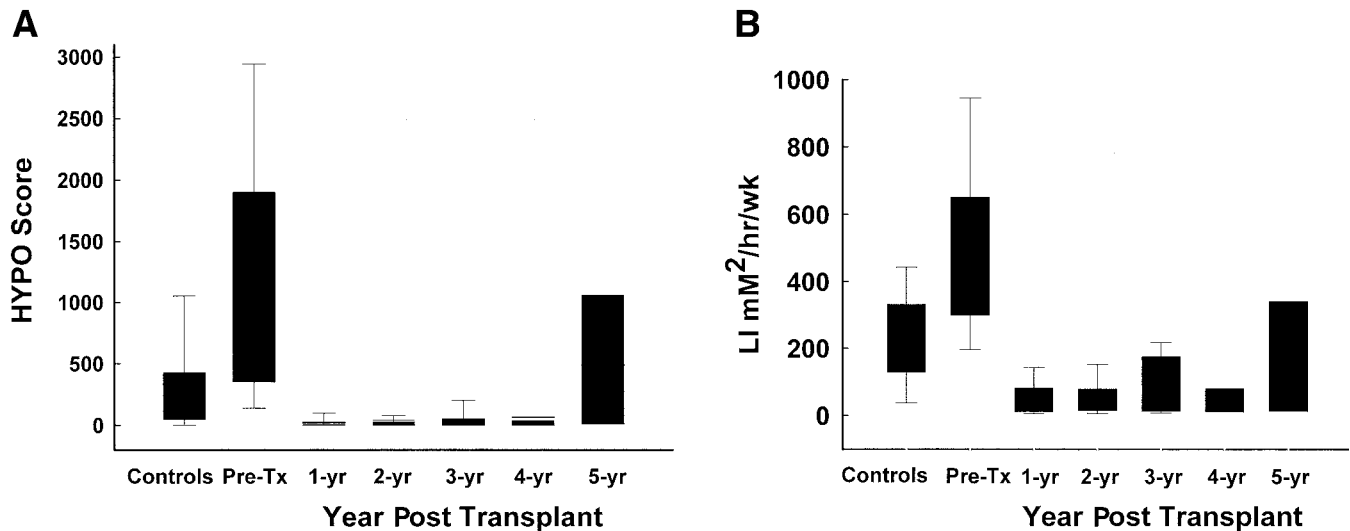 A
HYPO Score
3000
2500
2000
1500
1000
500
0
Controls Pre-Tx 1-yr 2-yr 3-yr 4-yr 5-yr
Year Post Transplant
B
LI mM²/hr/wk
1000
800
600
400
200
0
Controls Pre-Tx 1-yr 2-yr 3-yr 4-yr 5-yr
Year Post Transplant